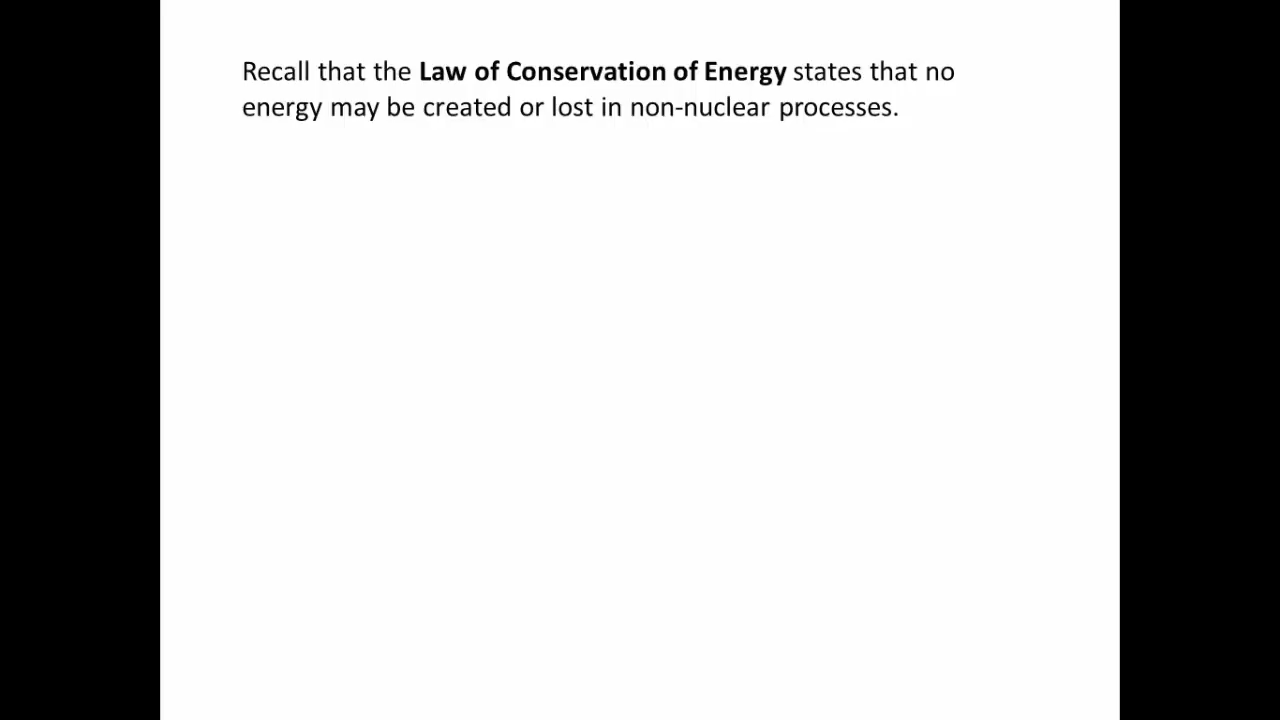 Recall that the Law of Conservation of Energy states that no
energy may be created or lost in non-nuclear processes.